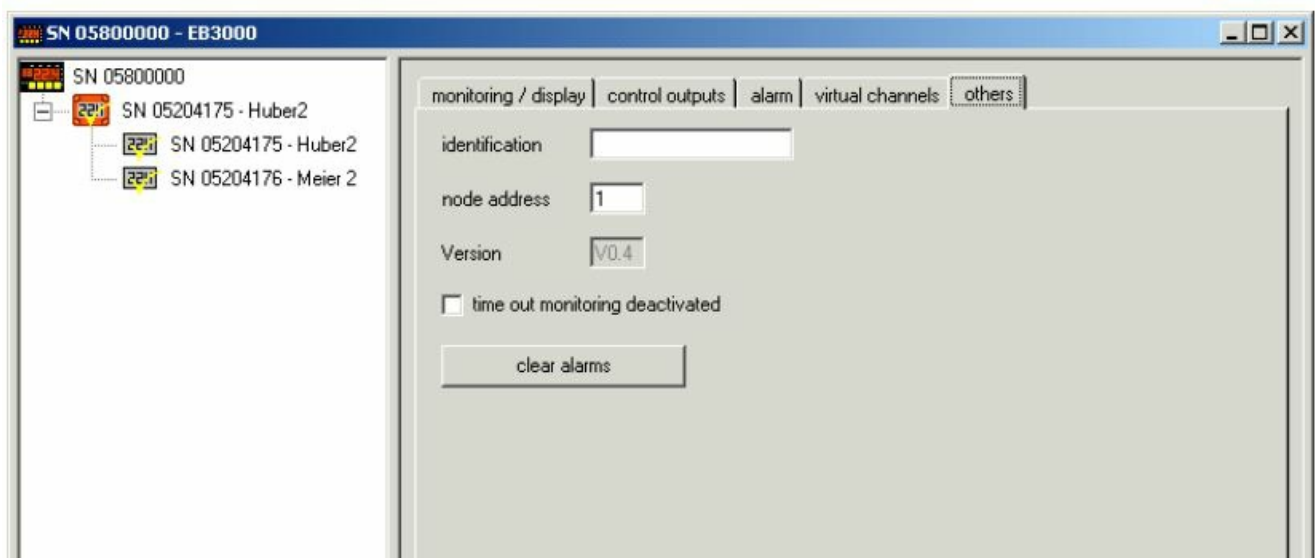 SN 05800000 - EB3000
SN 05800000
SN 05204175 - Huber2
SN 05204175 - Huber2
SN 05204176 - Meier 2
monitoring / display control outputs alarm virtual channels others
identification
node address 1
Version V0.4
time out monitoring deactivated
clear alarms